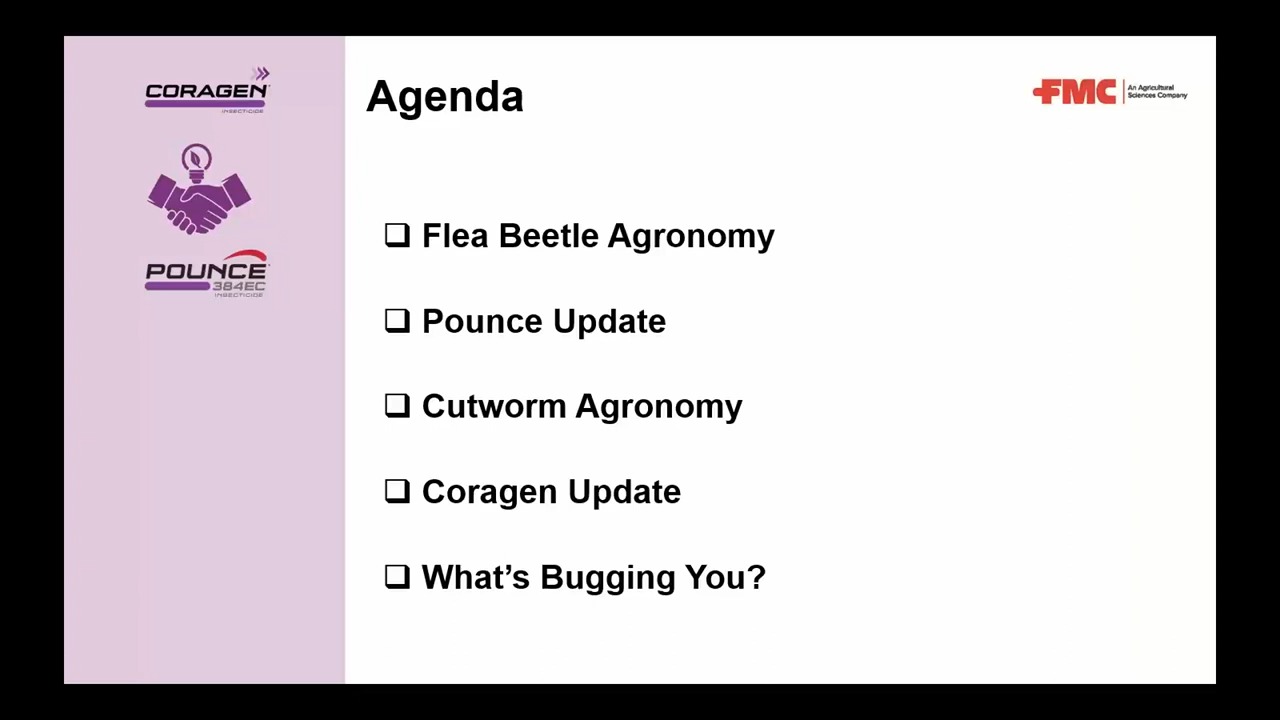 CORAGEN
INSECTICIDE
POUNCE
384EC
INSECTICIDE
Agenda
FMC
An Agricultural
Sciences Company
Flea Beetle Agronomy
Pounce Update
Cutworm Agronomy
Coragen Update
What’s Bugging You?